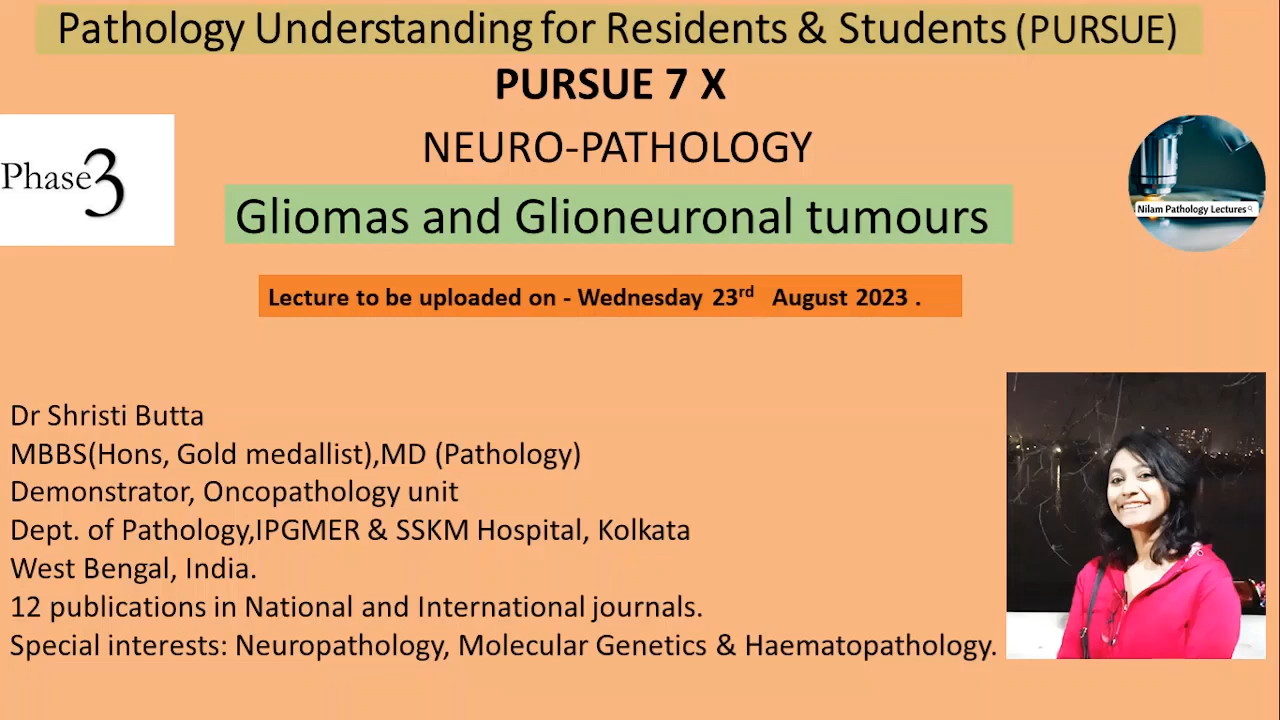 Pathology Understanding for Residents & Students (PURSUE)
PURSUE 7 X
NEURO-PATHOLOGY
Phase3
Gliomas and Glioneuronal tumours
Nilam Pathology Lectures
Lecture to be uploaded on - Wednesday 23rd August 2023 .
Dr Shristi Butta
MBBS(Hons, Gold medallist),MD (Pathology)
Demonstrator, Oncopathology unit
Dept. of Pathology,IPGMER & SSKM Hospital, Kolkata
West Bengal, India.
12 publications in National and International journals.
Special interests: Neuropathology, Molecular Genetics & Haematopathology.